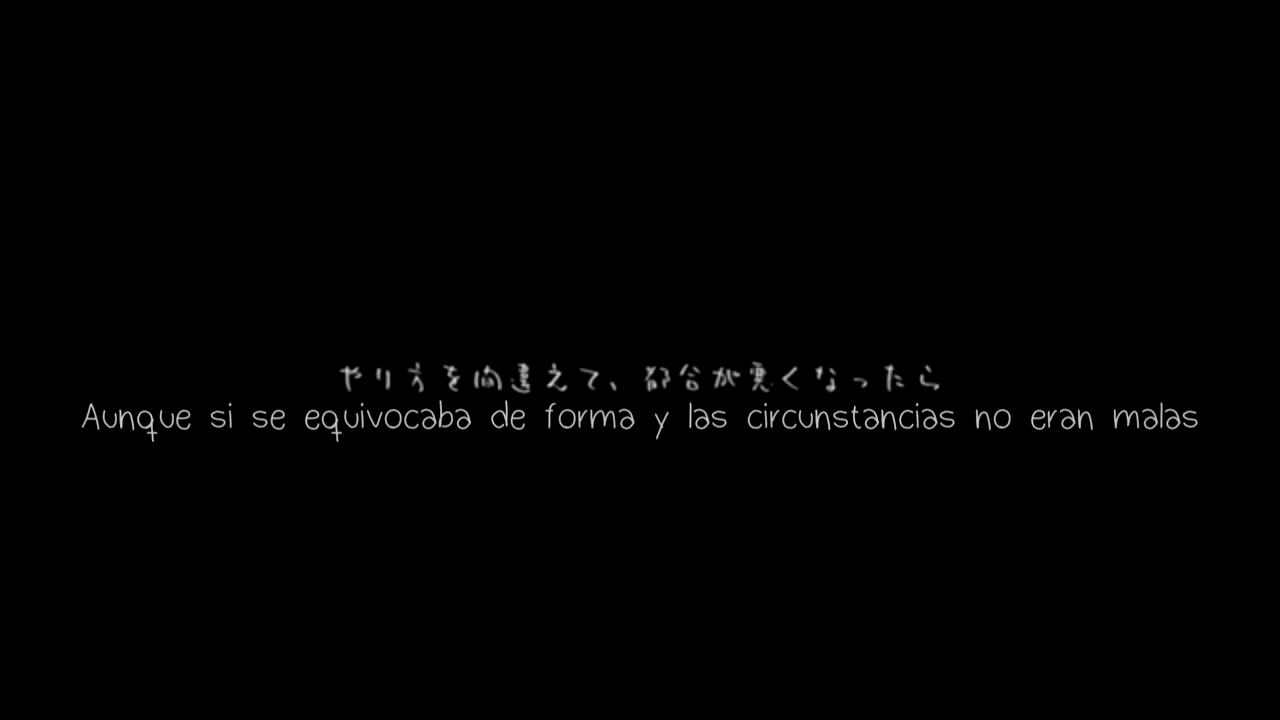 やり方を間違えて、都合が悪くなったら
Aunque si se equivocaba de forma y las circunstancias no eran malas